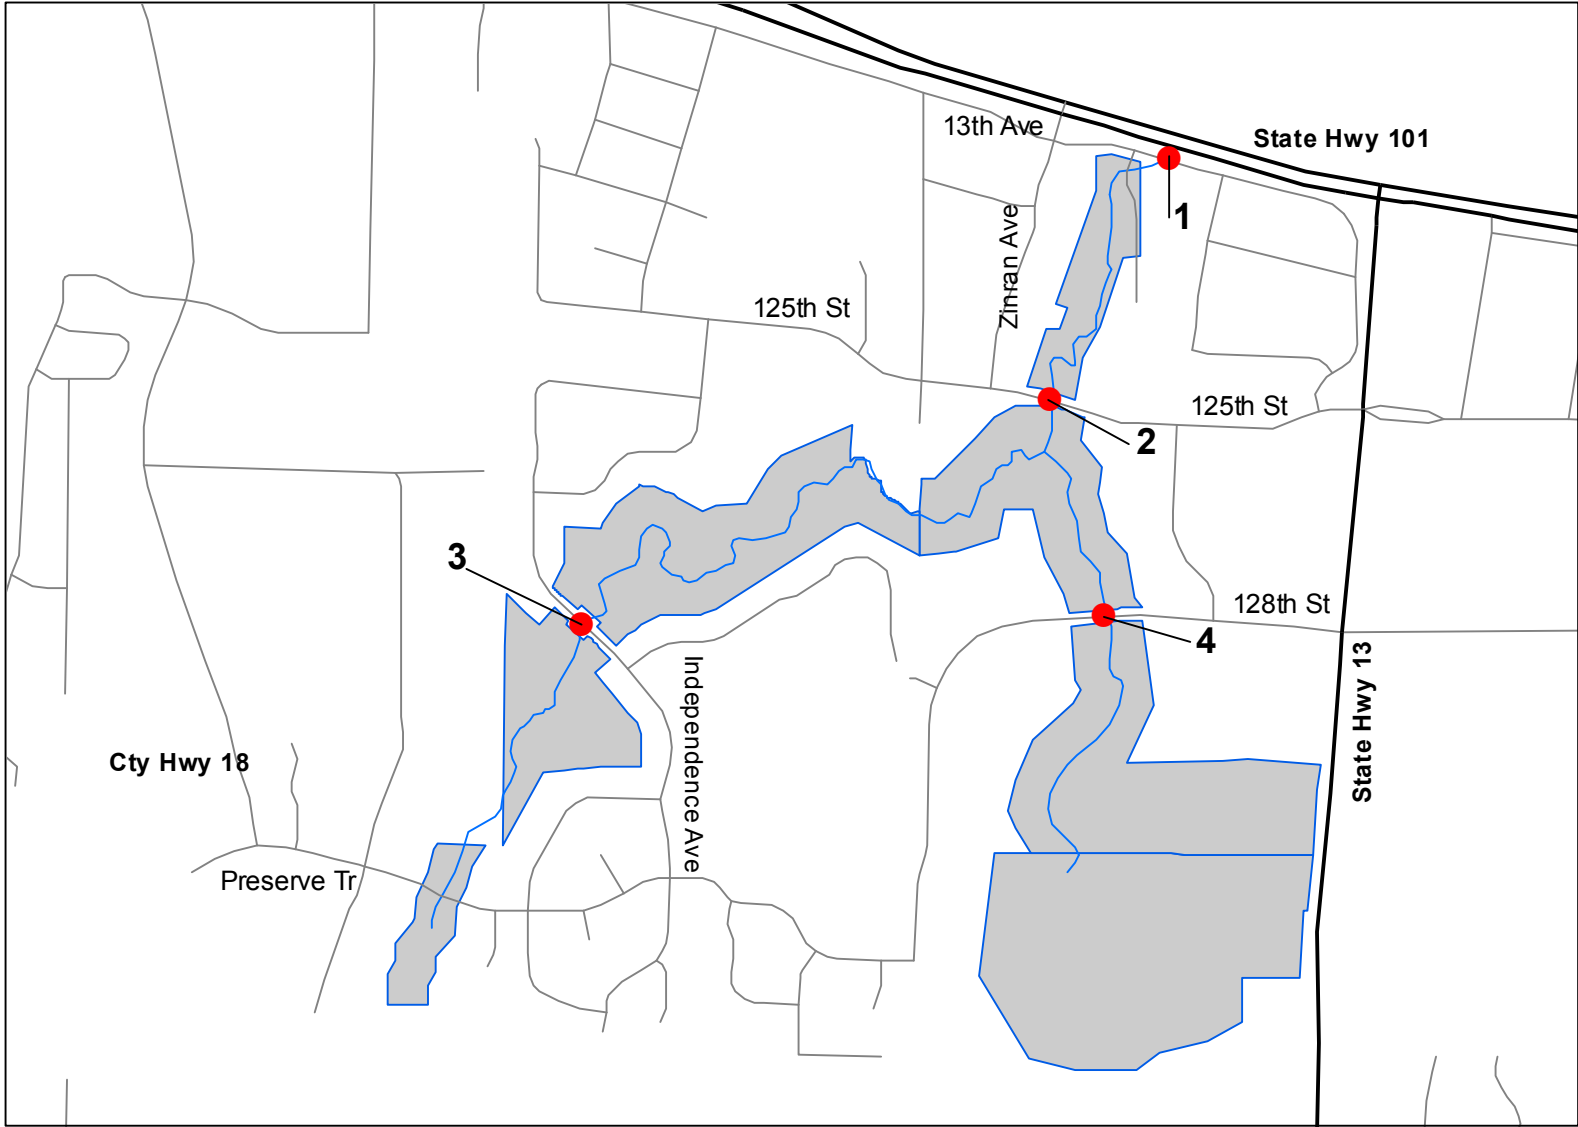 13th Ave
State Hwy 101
1
Zinran Ave
125th St
125th St
2
3
128th St
4
Independence Ave
State Hwy 13
Cty Hwy 18
Preserve Tr